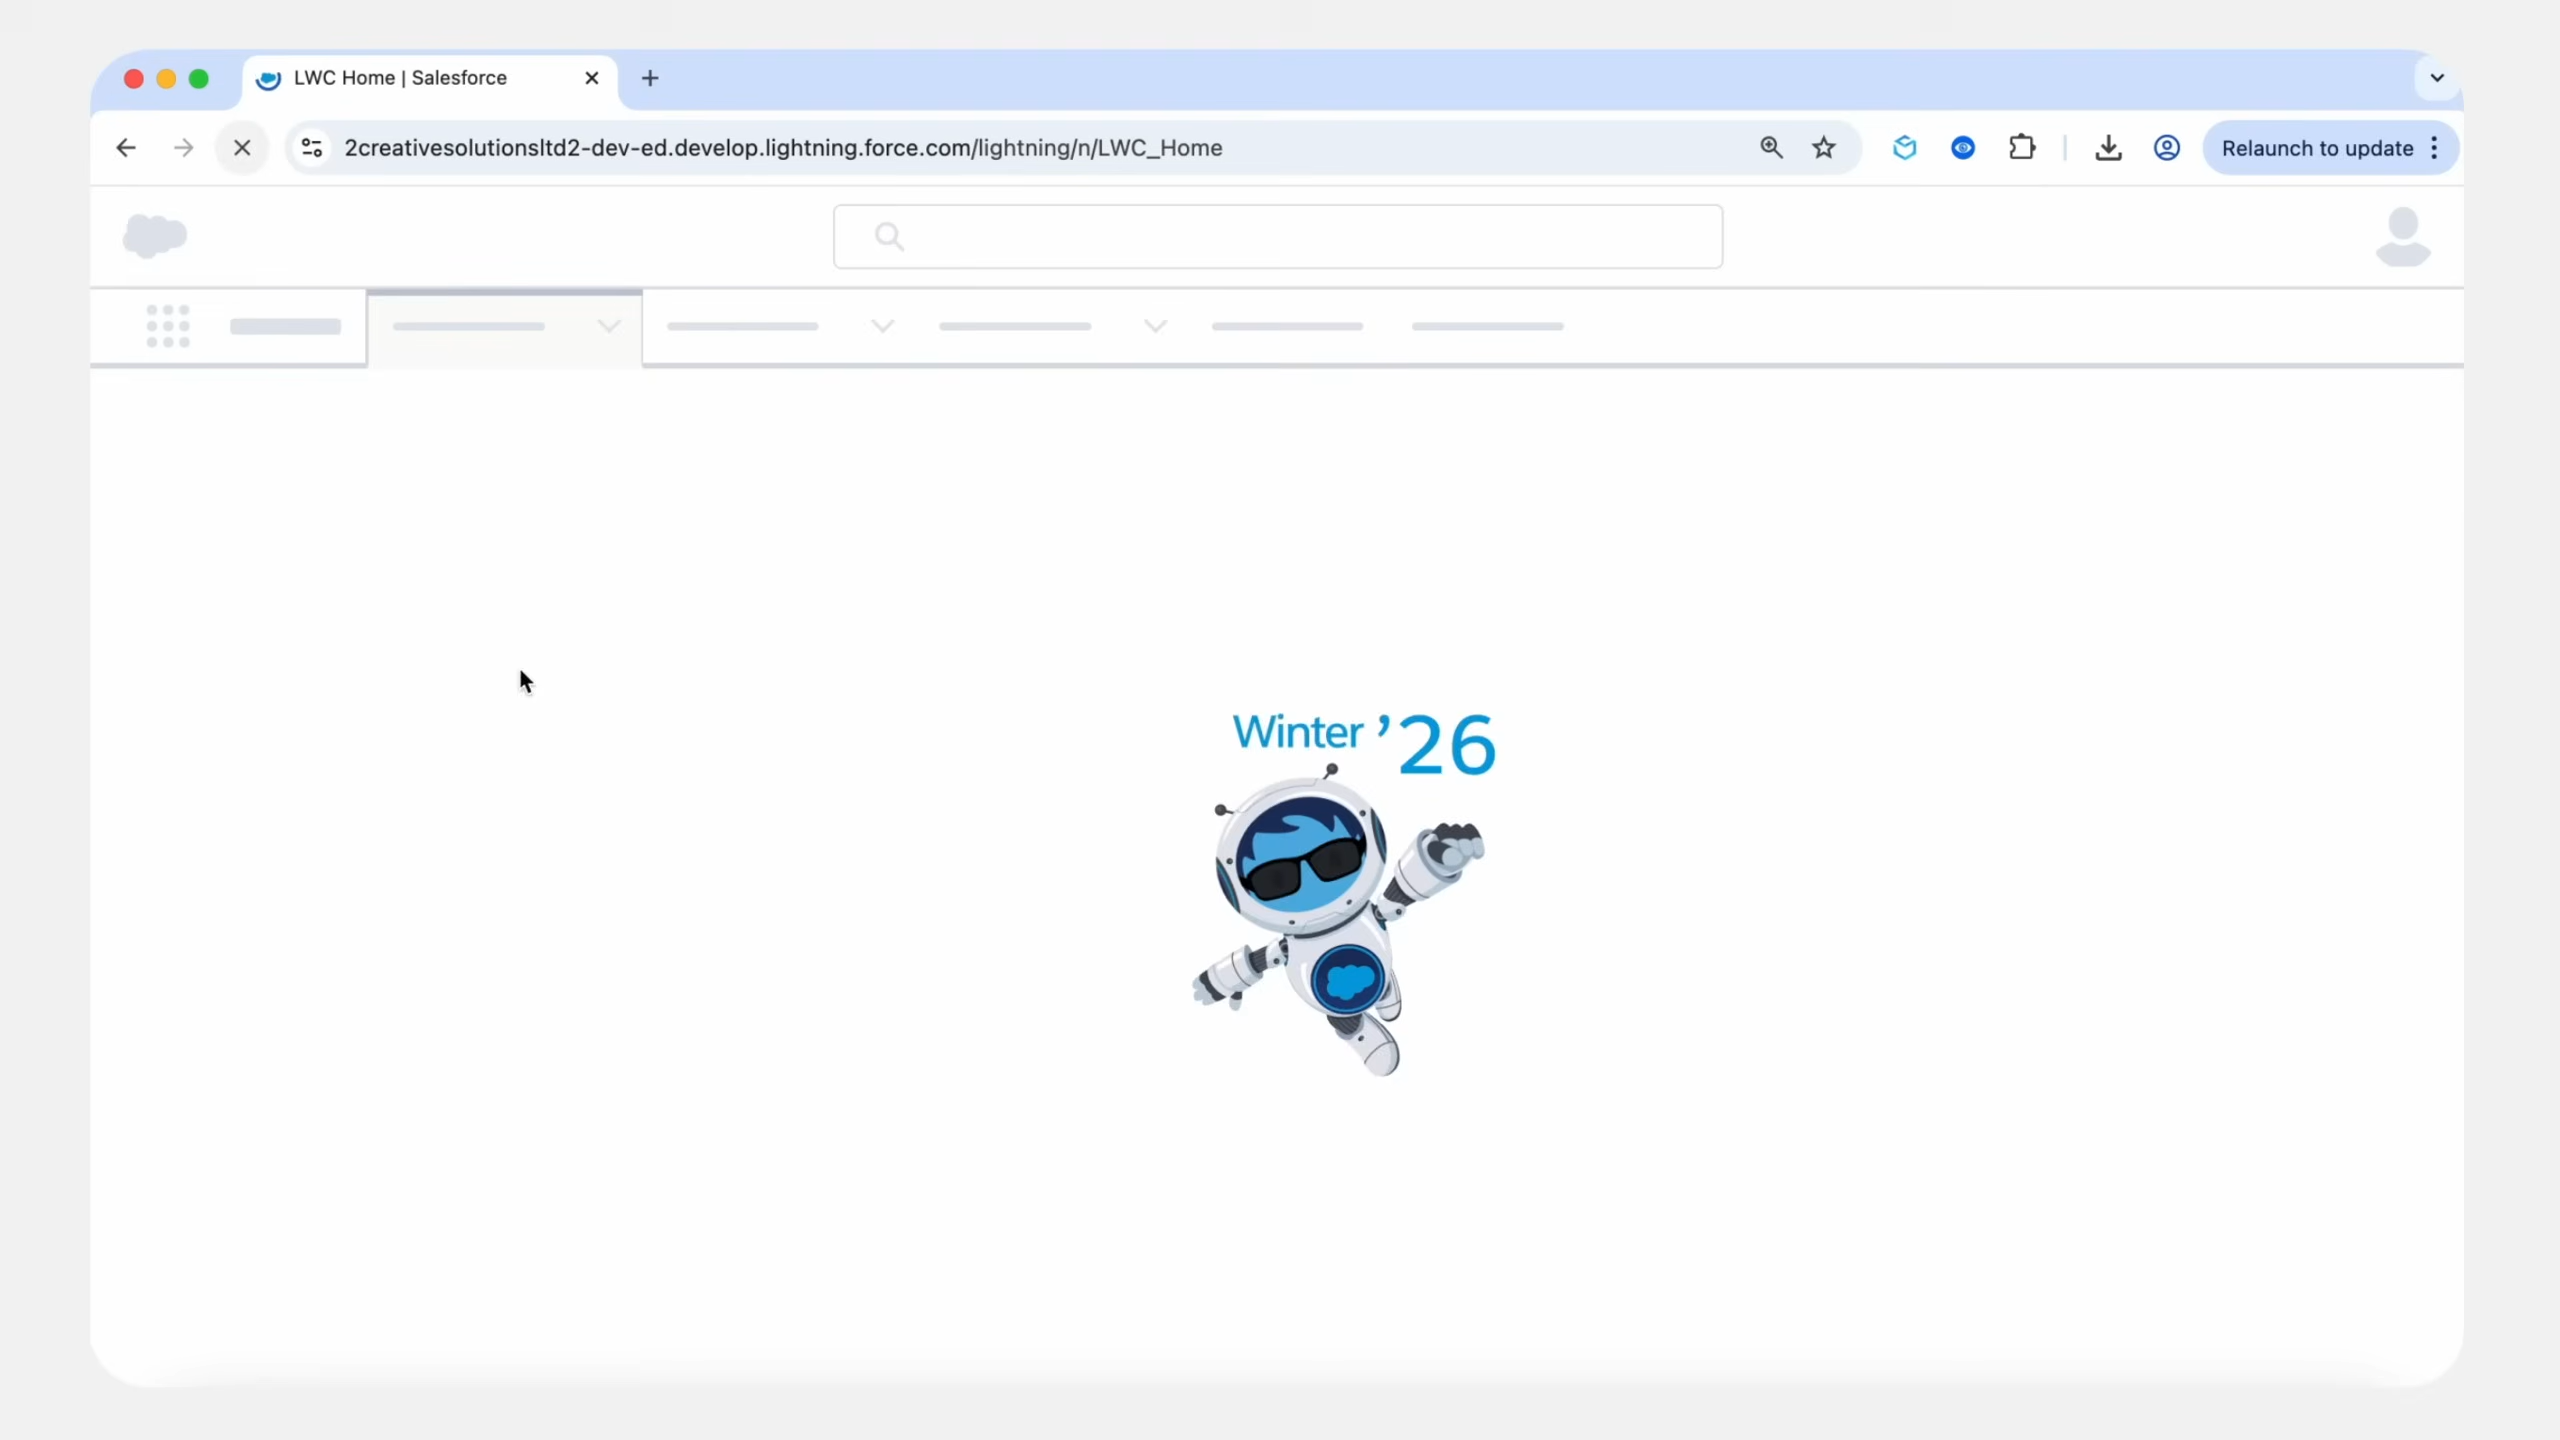 LWC Home | Salesforce
2creativesolutionsltd2-dev-ed.develop.lightning.force.com/lightning/n/LWC_Home
Relaunch to update
Winter ’26